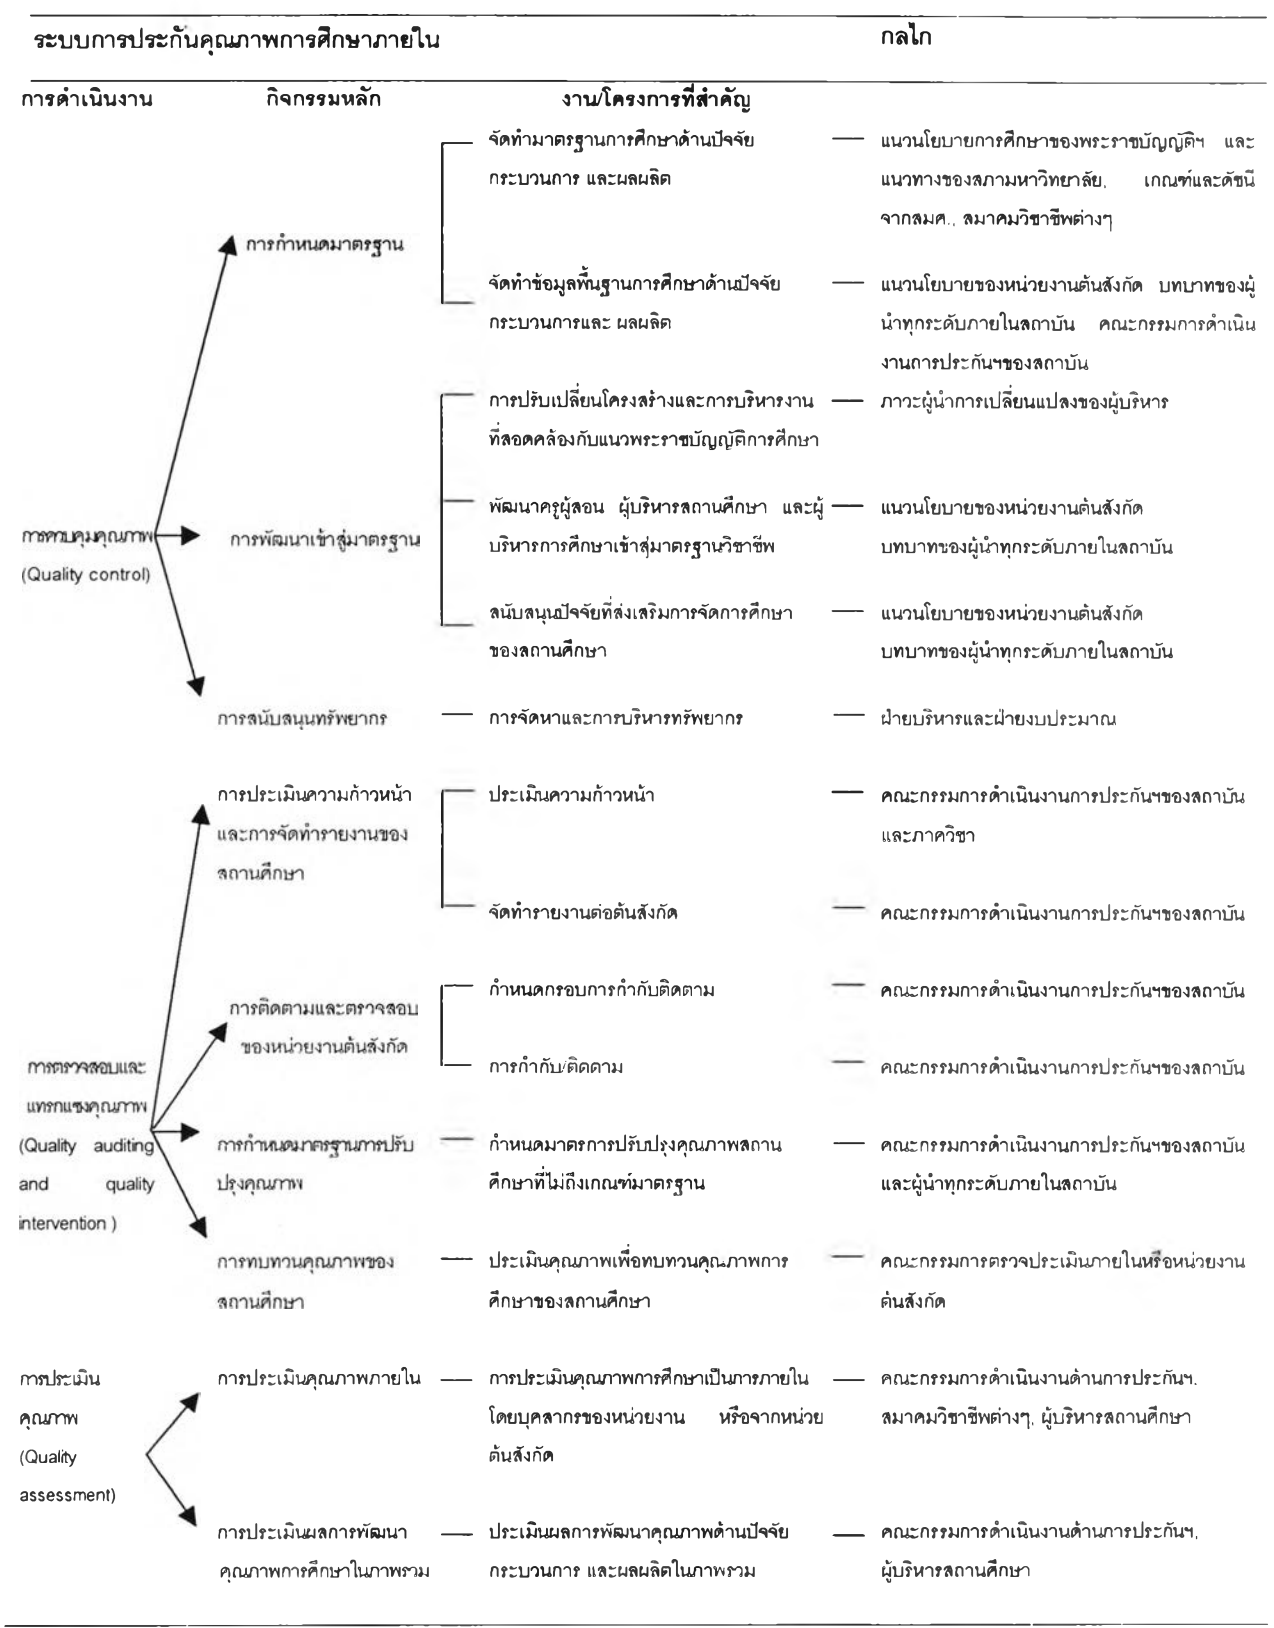 ระบบการประกันคุณภาพการศึกษาภายใน กลไก
การดำเนินงาน กิจกรรมหลัก งาน/โครงการที่สำคัญ
จัดทำมาตรฐานการศึกษาด้านปัจจัย
กระบวนการ และผลผลิต
แนวนโยบายการศึกษาของพระราชบัญญัติฯ และ
แนวทางของสภามหาวิทยาลัย, เกณฑ์และดัชนี
จากสมศ., สมาคมวิชาชีพต่างๆ
การกำหนดมาตรฐาน
จัดทำข้อมูลพื้นฐานการศึกษาด้านปัจจัย
กระบวนการและ ผลผลิต
แนวนโยบายของหน่วยงานต้นสังกัด บทบาทของผู้
นำทุกระดับภายในสถาบัน คณะกรรมการดำเนิน
งานการประกันฯของสถาบัน
การปรับเปลี่ยนโครงสร้างและการบริหารงาน
ที่สอดคล้องกับแนวพระราชบัญญัติการศึกษา
ภาวะผู้นำการเปลี่ยนแปลงของผู้บริหาร
การควบคุมคุณภาพ
(Quality control)
การพัฒนาเข้าสู่มาตรฐาน
พัฒนาครูผู้สอน ผู้บริหารสถานศึกษา และผู้
บริหารการศึกษาเข้าสู่มาตรฐานวิชาชีพ
แนวนโยบายของหน่วยงานต้นสังกัด
บทบาทของผู้นำทุกระดับภายในสถาบัน
สนับสนุนปัจจัยที่ส่งเสริมการจัดการศึกษา
ของสถานศึกษา
แนวนโยบายของหน่วยงานต้นสังกัด
บทบาทของผู้นำทุกระดับภายในสถาบัน
การสนับสนุนทรัพยากร
การจัดหาและการบริหารทรัพยากร
ฝ่ายบริหารและฝ่ายงบประมาณ
การประเมินความก้าวหน้า
และการจัดทำรายงานของ
สถานศึกษา
ประเมินความก้าวหน้า
คณะกรรมการดำเนินงานการประกันฯของสถาบัน
และภาควิชา
จัดทำรายงานต่อต้นสังกัด
คณะกรรมการดำเนินงานการประกันฯของสถาบัน
การติดตามและตรวจสอบ
ของหน่วยงานต้นสังกัด
กำหนดกรอบการกำกับติดตาม
คณะกรรมการดำเนินงานการประกันฯของสถาบัน
การกำกับ/ติดตาม
คณะกรรมการดำเนินงานการประกันฯของสถาบัน
การตรวจสอบและ
แทรกแซงคุณภาพ
(Quality auditing
and quality
intervention )
การกำหนดมาตรฐานการปรับ
ปรุงคุณภาพ
กำหนดมาตรการปรับปรุงคุณภาพสถาน
ศึกษาที่ไม่ถึงเกณฑ์มาตรฐาน
คณะกรรมการดำเนินงานการประกันฯของสถาบัน
และผู้นำทุกระดับภายในสถาบัน
การทบทวนคุณภาพของ
สถานศึกษา
ประเมินคุณภาพเพื่อทบทวนคุณภาพการ
ศึกษาของสถานศึกษา
คณะกรรมการตรวจประเมินภายในหรือหน่วยงาน
ต้นสังกัด
การประเมิน
คุณภาพ
(Quality
assessment)
การประเมินคุณภาพภายใน
การประเมินคุณภาพการศึกษาเป็นการภายใน
โดยบุคลากรของหน่วยงาน หรือจากหน่วย
ต้นสังกัด
คณะกรรมการดำเนินงานด้านการประกันฯ,
สมาคมวิชาชีพต่างๆ, ผู้บริหารสถานศึกษา
การประเมินผลการพัฒนา
คุณภาพการศึกษาในภาพรวม
ประเมินผลการพัฒนาคุณภาพด้านปัจจัย
กระบวนการ และผลผลิตในภาพรวม
คณะกรรมการดำเนินงานด้านการประกันฯ,
ผู้บริหารสถานศึกษา